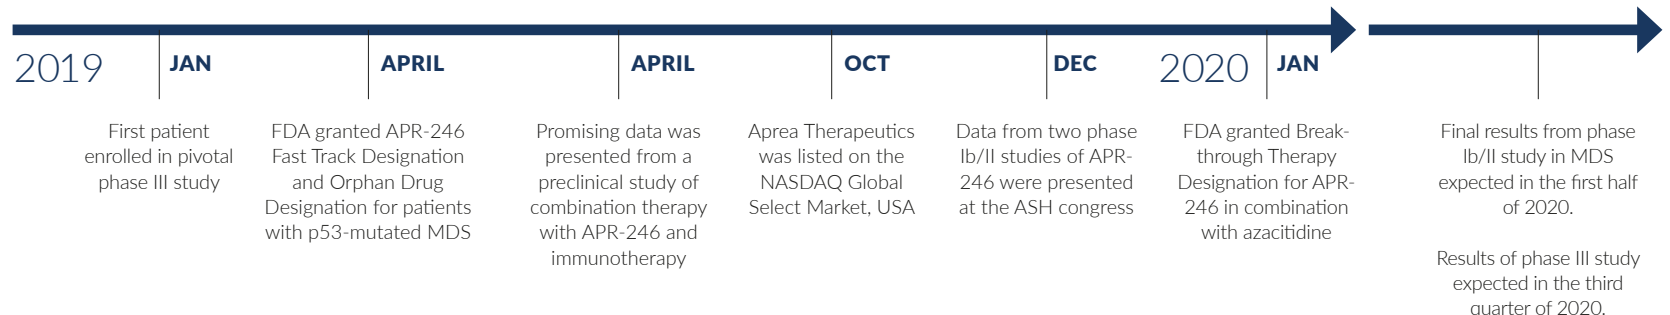 2019
JAN
First patient
enrolled in pivotal
phase III study
APRIL
FDA granted APR-246
Fast Track Designation
and Orphan Drug
Designation for patients
with p53-mutated MDS
APRIL
Promising data was
presented from a
preclinical study of
combination therapy
with APR-246 and
immunotherapy
OCT
Aprea Therapeutics
was listed on the
NASDAQ Global
Select Market, USA
DEC
Data from two phase
Ib/II studies of APR-
246 were presented
at the ASH congress
2020
JAN
FDA granted Break-
through Therapy
Designation for APR-
246 in combination
with azacitidine
Final results from phase
Ib/II study in MDS
expected in the first half
of 2020.
Results of phase III study
expected in the third
quarter of 2020.